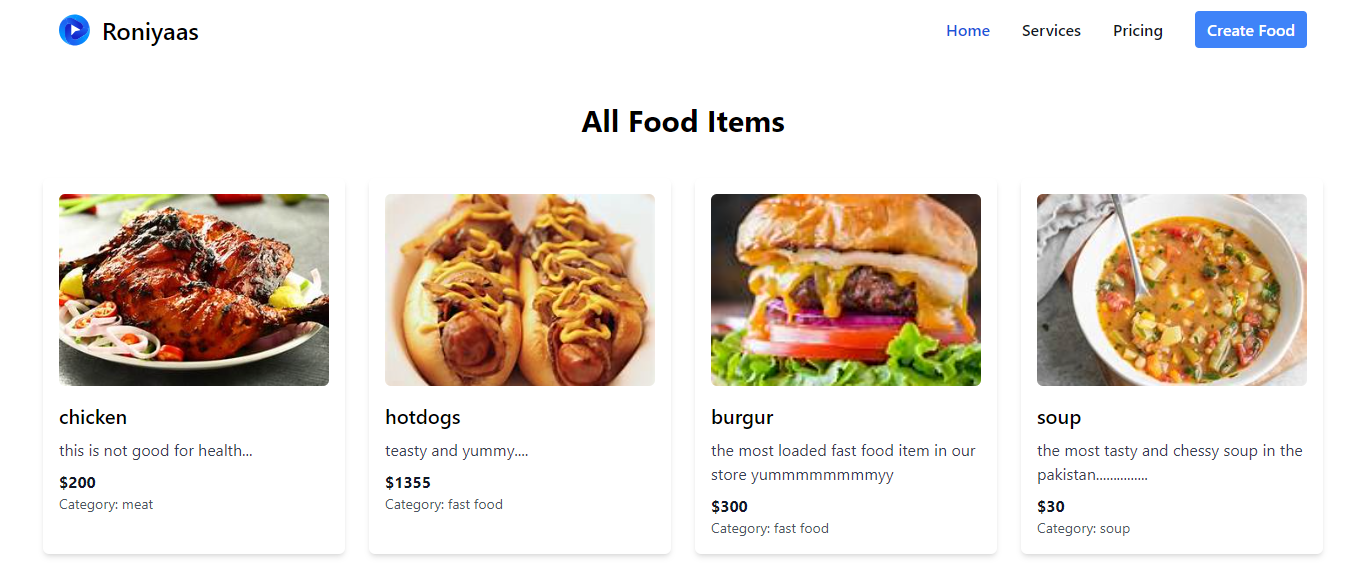 Roniyaas
Home
Services
Pricing
Create Food
All Food Items
chicken
this is not good for health...
$200
Category: meat
hotdogs
teasty and yummy....
$1355
Category: fast food
burgur
the most loaded fast food item in our
store yummmmmmmmyy
$300
Category: fast food
soup
the most tasty and chessy soup in the
pakistan...............
$30
Category: soup